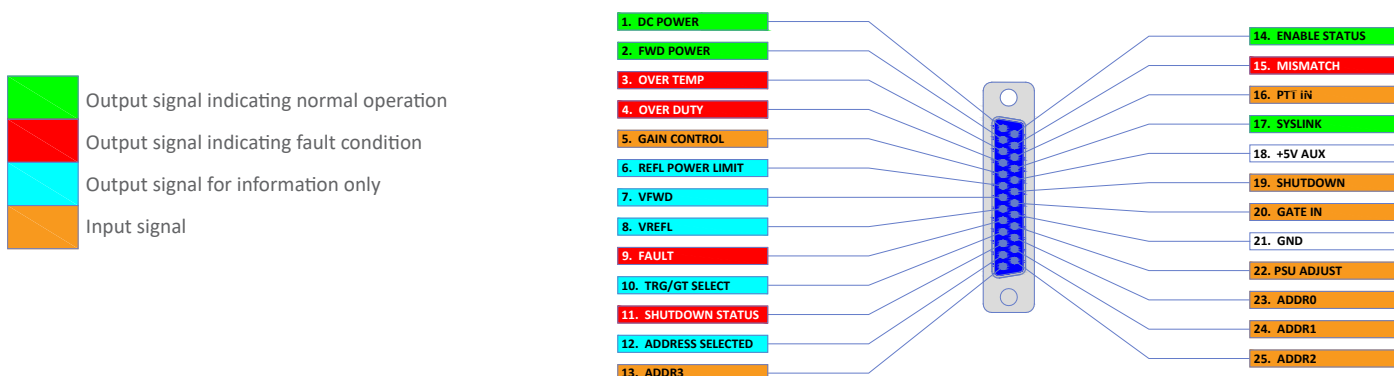 Output signal indicating normal operation
Output signal indicating fault condition
Output signal for information only
Input signal
1. DC POWER
2. FWD POWER
3. OVER TEMP
4. OVER DUTY
5. GAIN CONTROL
6. REFL POWER LIMIT
7. VFWD
8. VREFL
9. FAULT
10. TRG/GT SELECT
11. SHUTDOWN STATUS
12. ADDRESS SELECTED
13. ADDR3
14. ENABLE STATUS
15. MISMATCH
16. PTT iN
17. SYSLINK
18. +5V AUX
19. SHUTDOWN
20. GATE IN
21. GND
22. PSU ADJUST
23. ADDR0
24. ADDR1
25. ADDR2